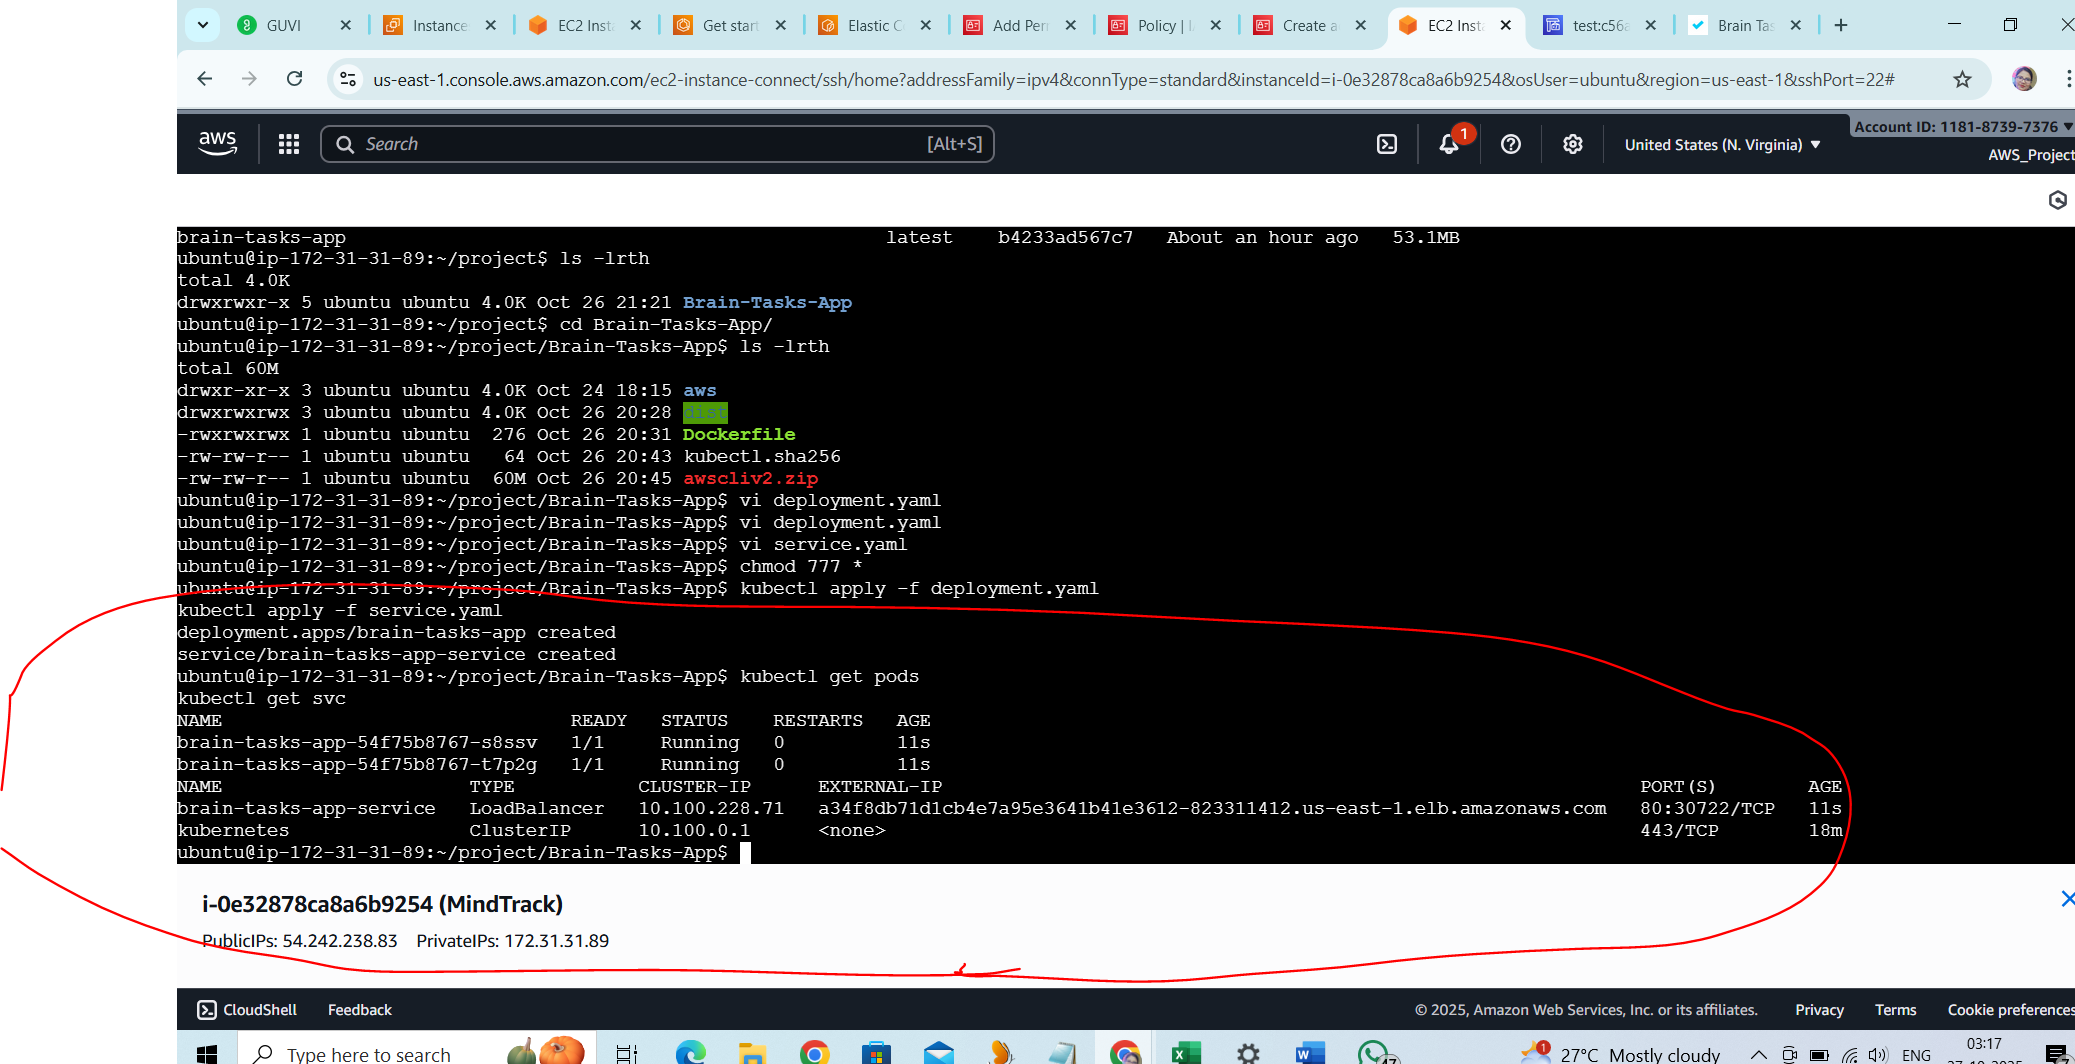 GUVI
Instance
EC2 Inst
Get start
Elastic C
Add Per
Policy |
Create a
EC2 Inst
test:c56a
Brain Tas
us-east-1.console.aws.amazon.com/ec2-instance-connect/ssh/home?addressFamily=ipv4&connType=standard&instanceId=i-0e32878ca8a6b9254&osUser=ubuntu&region=us-east-1&sshPort=22#
aws
Search [Alt+S]
1
United States (N. Virginia)
Account ID: 1181-8739-7376
AWS_Project
brain-tasks-app latest b4233ad567c7 About an hour ago 53.1MB
ubuntu@ip-172-31-31-89:~/project$ ls -lrth
total 4.0K
drwxrwxr-x 5 ubuntu ubuntu 4.0K Oct 26 21:21 Brain-Tasks-App
ubuntu@ip-172-31-31-89:~/project$ cd Brain-Tasks-App/
ubuntu@ip-172-31-31-89:~/project/Brain-Tasks-App$ ls -lrth
total 60M
drwxr-xr-x 3 ubuntu ubuntu 4.0K Oct 24 18:15 aws
drwxrwxrwx 3 ubuntu ubuntu 4.0K Oct 26 20:28 dist
-rwxrwxrwx 1 ubuntu ubuntu 276 Oct 26 20:31 Dockerfile
-rw-rw-r-- 1 ubuntu ubuntu 64 Oct 26 20:43 kubectl.sha256
-rw-rw-r-- 1 ubuntu ubuntu 60M Oct 26 20:45 awscliv2.zip
ubuntu@ip-172-31-31-89:~/project/Brain-Tasks-App$ vi deployment.yaml
ubuntu@ip-172-31-31-89:~/project/Brain-Tasks-App$ vi deployment.yaml
ubuntu@ip-172-31-31-89:~/project/Brain-Tasks-App$ vi service.yaml
ubuntu@ip-172-31-31-89:~/project/Brain-Tasks-App$ chmod 777 *
ubuntu@ip-172-31-31-89:~/project/Brain-Tasks-App$ kubectl apply -f deployment.yaml
kubectl apply -f service.yaml
deployment.apps/brain-tasks-app created
service/brain-tasks-app-service created
ubuntu@ip-172-31-31-89:~/project/Brain-Tasks-App$ kubectl get pods
kubectl get svc
NAME READY STATUS RESTARTS AGE
brain-tasks-app-54f75b8767-s8ssv 1/1 Running 0 11s
brain-tasks-app-54f75b8767-t7p2g 1/1 Running 0 11s
NAME TYPE CLUSTER-IP EXTERNAL-IP PORT(S) AGE
brain-tasks-app-service LoadBalancer 10.100.228.71 a34f8db71d1cb4e7a95e3641b41e3612-823311412.us-east-1.elb.amazonaws.com 80:30722/TCP 11s
kubernetes ClusterIP 10.100.0.1 <none> 443/TCP 18m
ubuntu@ip-172-31-31-89:~/project/Brain-Tasks-App$
i-0e32878ca8a6b9254 (MindTrack)
PublicIPs: 54.242.238.83 PrivateIPs: 172.31.31.89
CloudShell Feedback © 2025, Amazon Web Services, Inc. or its affiliates. Privacy Terms Cookie preferences
Type here to search
1
27°C Mostly cloudy
ENG
03:17